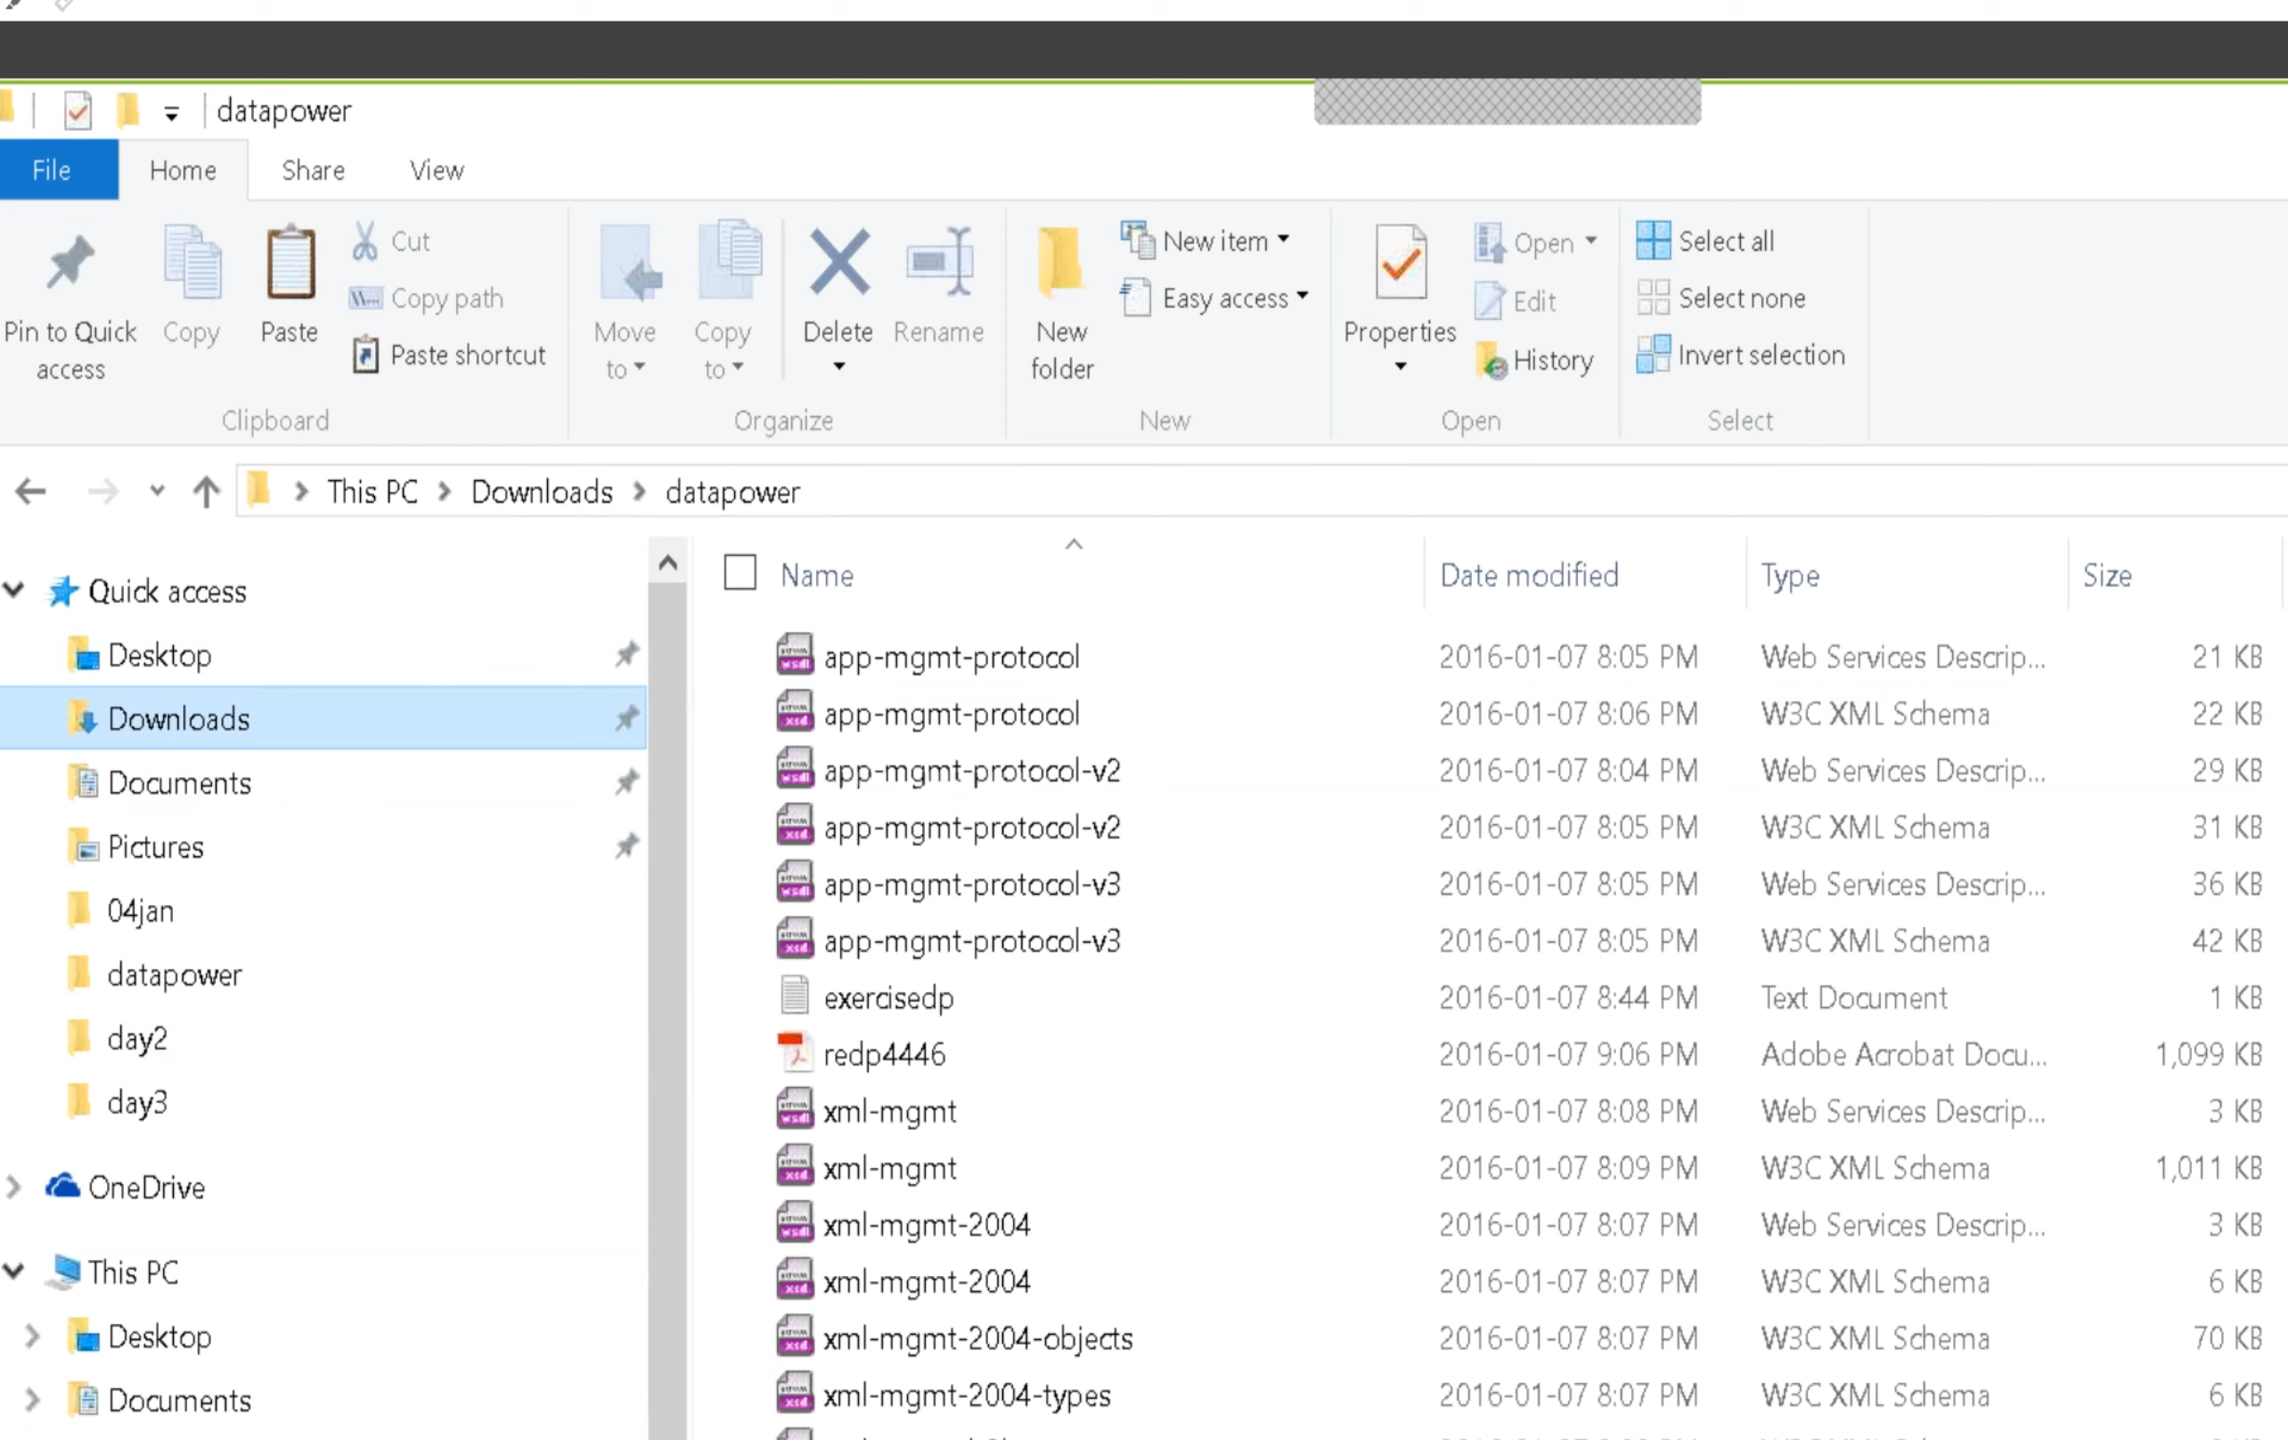 datapower
File Home Share View
Pin to Quick access
Copy
Paste
Cut
Copy path
Paste shortcut
Clipboard
Move to
Copy to
Delete
Rename
Organize
New folder
New item
Easy access
New
Properties
Open
Edit
History
Open
Select all
Select none
Invert selection
Select
This PC > Downloads > datapower
Quick access
Desktop
Downloads
Documents
Pictures
04jan
datapower
day2
day3
OneDrive
This PC
Desktop
Documents
Name Date modified Type Size
app-mgmt-protocol 2016-01-07 8:05 PM Web Services Descrip... 21 KB
app-mgmt-protocol 2016-01-07 8:06 PM W3C XML Schema 22 KB
app-mgmt-protocol-v2 2016-01-07 8:04 PM Web Services Descrip... 29 KB
app-mgmt-protocol-v2 2016-01-07 8:05 PM W3C XML Schema 31 KB
app-mgmt-protocol-v3 2016-01-07 8:05 PM Web Services Descrip... 36 KB
app-mgmt-protocol-v3 2016-01-07 8:05 PM W3C XML Schema 42 KB
exercisedp 2016-01-07 8:44 PM Text Document 1 KB
redp4446 2016-01-07 9:06 PM Adobe Acrobat Docu... 1,099 KB
xml-mgmt 2016-01-07 8:08 PM Web Services Descrip... 3 KB
xml-mgmt 2016-01-07 8:09 PM W3C XML Schema 1,011 KB
xml-mgmt-2004 2016-01-07 8:07 PM Web Services Descrip... 3 KB
xml-mgmt-2004 2016-01-07 8:07 PM W3C XML Schema 6 KB
xml-mgmt-2004-objects 2016-01-07 8:07 PM W3C XML Schema 70 KB
xml-mgmt-2004-types 2016-01-07 8:07 PM W3C XML Schema 6 KB